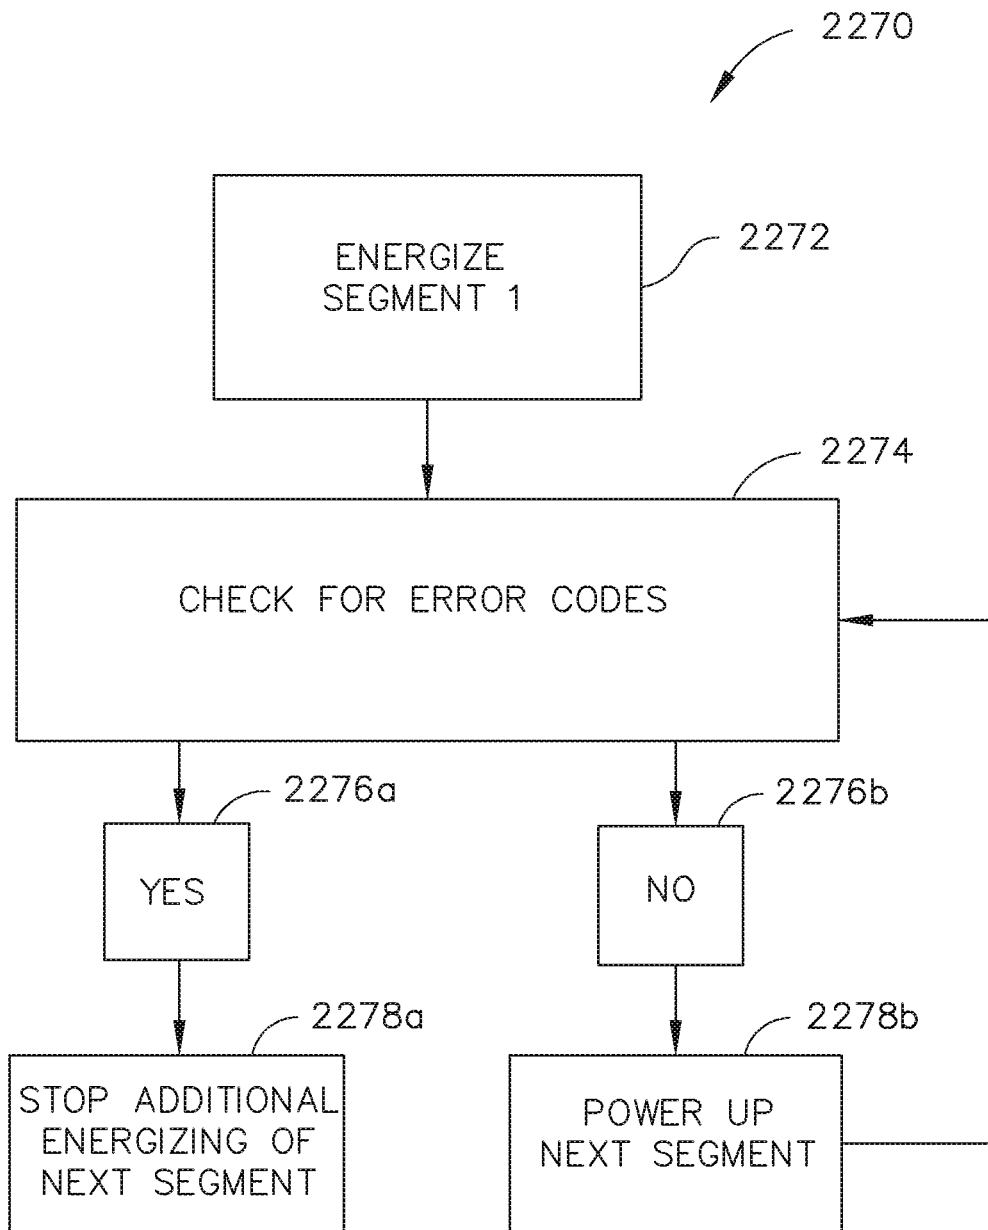 2270
ENERGIZE
SEGMENT 1
2272
2274
CHECK FOR ERROR CODES
2276a
2276b
YES
NO
2278a
2278b
STOP ADDITIONAL
ENERGIZING OF
NEXT SEGMENT
POWER UP
NEXT SEGMENT